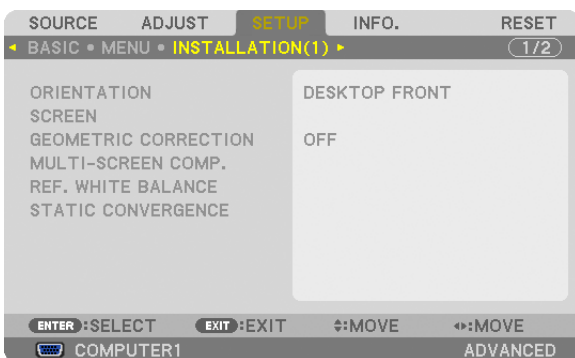 SOURCE ADJUST SETUP INFO. RESET
BASIC • MENU • INSTALLATION(1) 1/2
ORIENTATION DESKTOP FRONT
SCREEN
GEOMETRIC CORRECTION OFF
MULTI-SCREEN COMP.
REF. WHITE BALANCE
STATIC CONVERGENCE
ENTER :SELECT EXIT :EXIT :MOVE :MOVE
COMPUTER1 ADVANCED